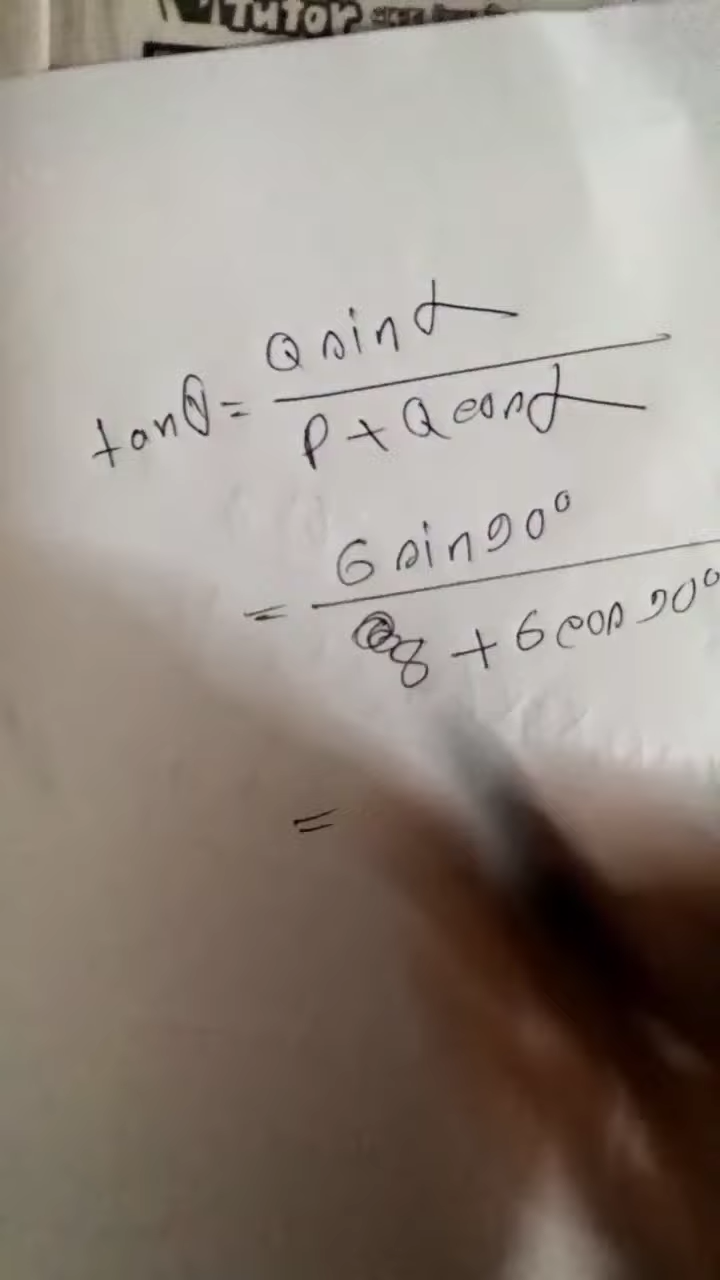 Tutor
tanθ = Q sin α / P + Q cos α
= 6 sin 90° / 8 + 6 cos 90°
=